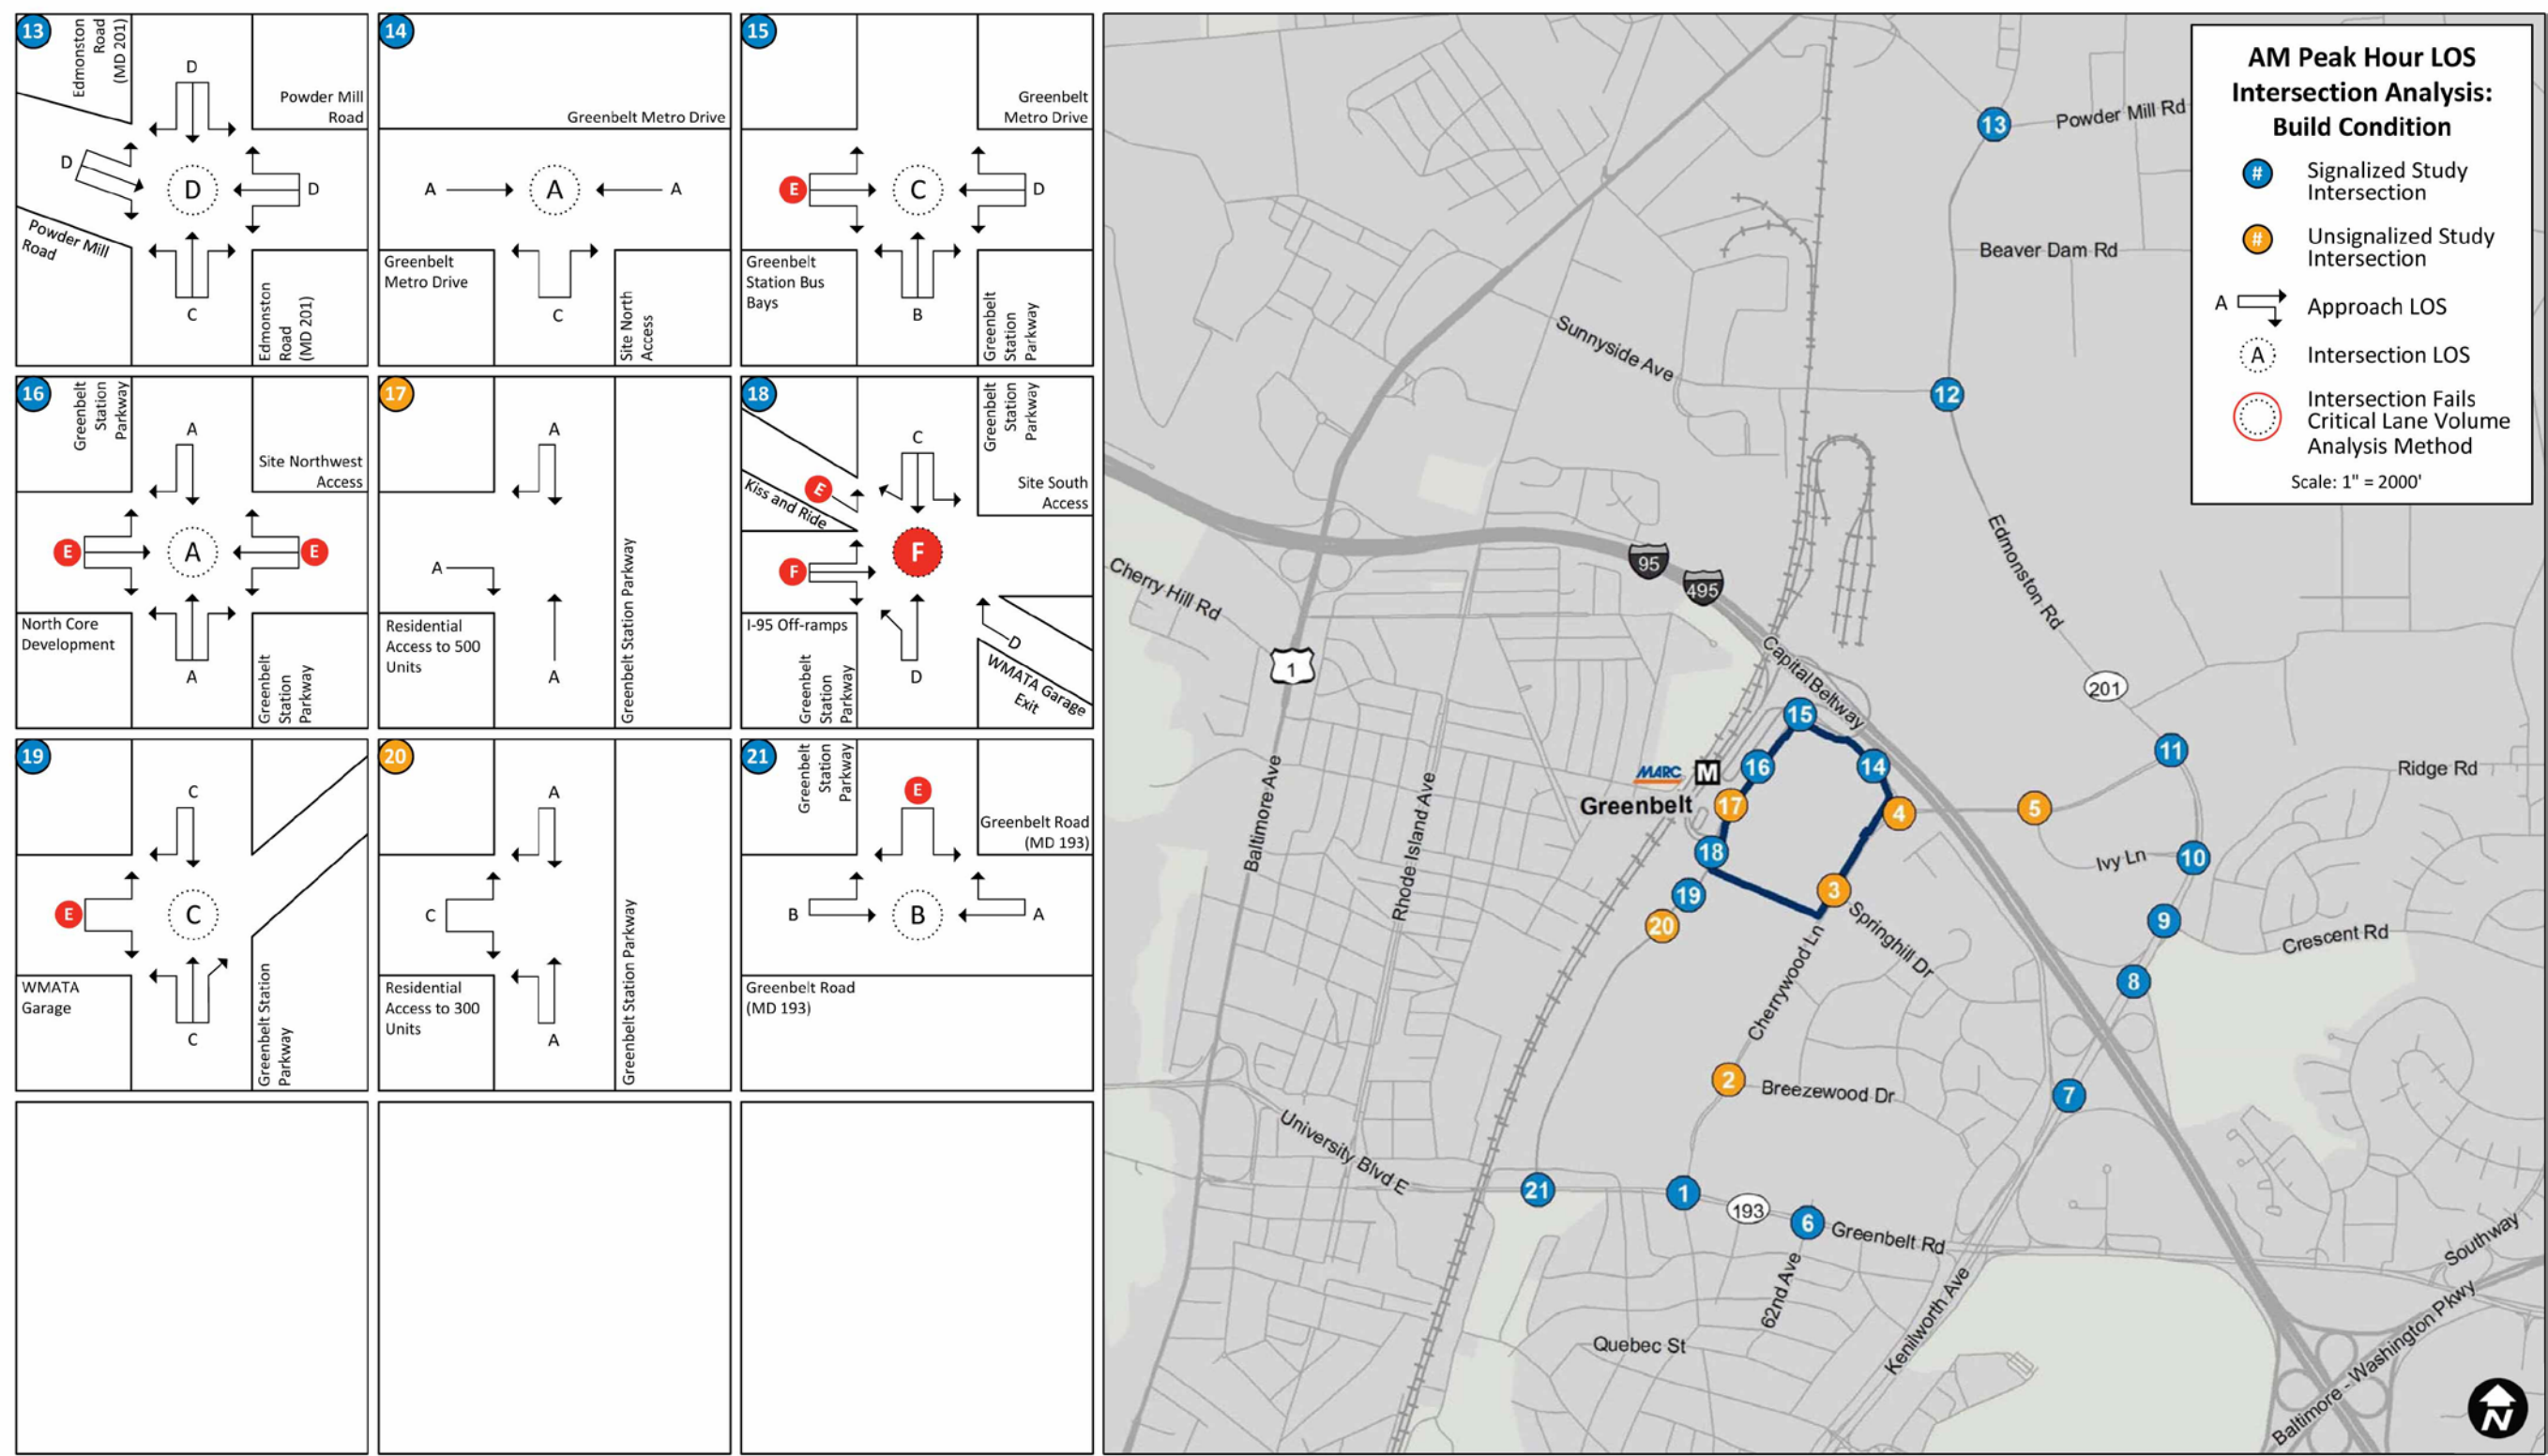 13
Edmonston
Road
(MD 201)
D
Powder Mill
Road
D
D
D
Powder Mill
Road
C
Edmonston
Road
(MD 201)
14
Greenbelt Metro Drive
A
A
A
Greenbelt
Metro Drive
C
Site North
Access
15
Greenbelt
Metro Drive
E
C
D
Greenbelt
Station Bus
Bays
B
Greenbelt
Station
Parkway
16
Greenbelt
Station
Parkway
A
Site Northwest
Access
E
A
E
North Core
Development
A
Greenbelt
Station
Parkway
17
A
A
Residential
Access to 500
Units
A
Greenbelt Station Parkway
18
C
Greenbelt
Station
Parkway
Site South
Access
E
Kiss and Ride
F
F
I-95 Off-ramps
Greenbelt
Station
Parkway
D
D
WMATA Garage
Exit
19
C
E
C
WMATA
Garage
C
Greenbelt Station
Parkway
20
A
C
Residential
Access to 300
Units
A
Greenbelt Station Parkway
21
Greenbelt
Station
Parkway
E
Greenbelt Road
(MD 193)
B
B
A
Greenbelt Road
(MD 193)
AM Peak Hour LOS
Intersection Analysis:
Build Condition
#
Signalized Study
Intersection
#
Unsignalized Study
Intersection
A
Approach LOS
A
Intersection LOS
Intersection Fails
Critical Lane Volume
Analysis Method
Scale: 1" = 2000'
13
Powder Mill Rd
Beaver Dam Rd
Sunnyside Ave
12
Edmonston Rd
95
495
Cherry Hill Rd
1
Capital Beltway
201
15
11
MARC
M
16
14
Ridge Rd
Greenbelt
17
4
5
Baltimore Ave
Rhode Island Ave
18
Ivy Ln
10
19
3
20
Springhill Dr
9
Crescent Rd
Cherrywood Ln
8
2
Breezewood Dr
7
University Blvd E
21
1
193
6
Greenbelt Rd
Southway
62nd Ave
Kenilworth Ave
Quebec St
Baltimore - Washington Pkwy
N